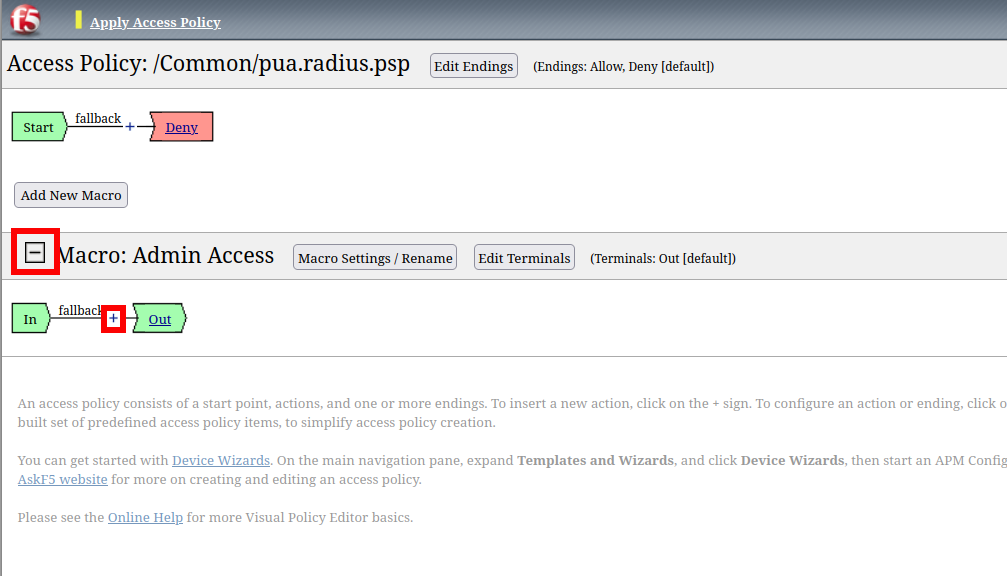 f5
Apply Access Policy
Access Policy: /Common/pua.radius.psp Edit Endings (Endings: Allow, Deny [default])
Start fallback + Deny
Add New Macro
Macro: Admin Access Macro Settings / Rename Edit Terminals (Terminals: Out [default])
In fallback + Out
An access policy consists of a start point, actions, and one or more endings. To insert a new action, click on the + sign. To configure an action or ending, click o
built set of predefined access policy items, to simplify access policy creation.
You can get started with Device Wizards. On the main navigation pane, expand Templates and Wizards, and click Device Wizards, then start an APM Config
AskF5 website for more on creating and editing an access policy.
Please see the Online Help for more Visual Policy Editor basics.